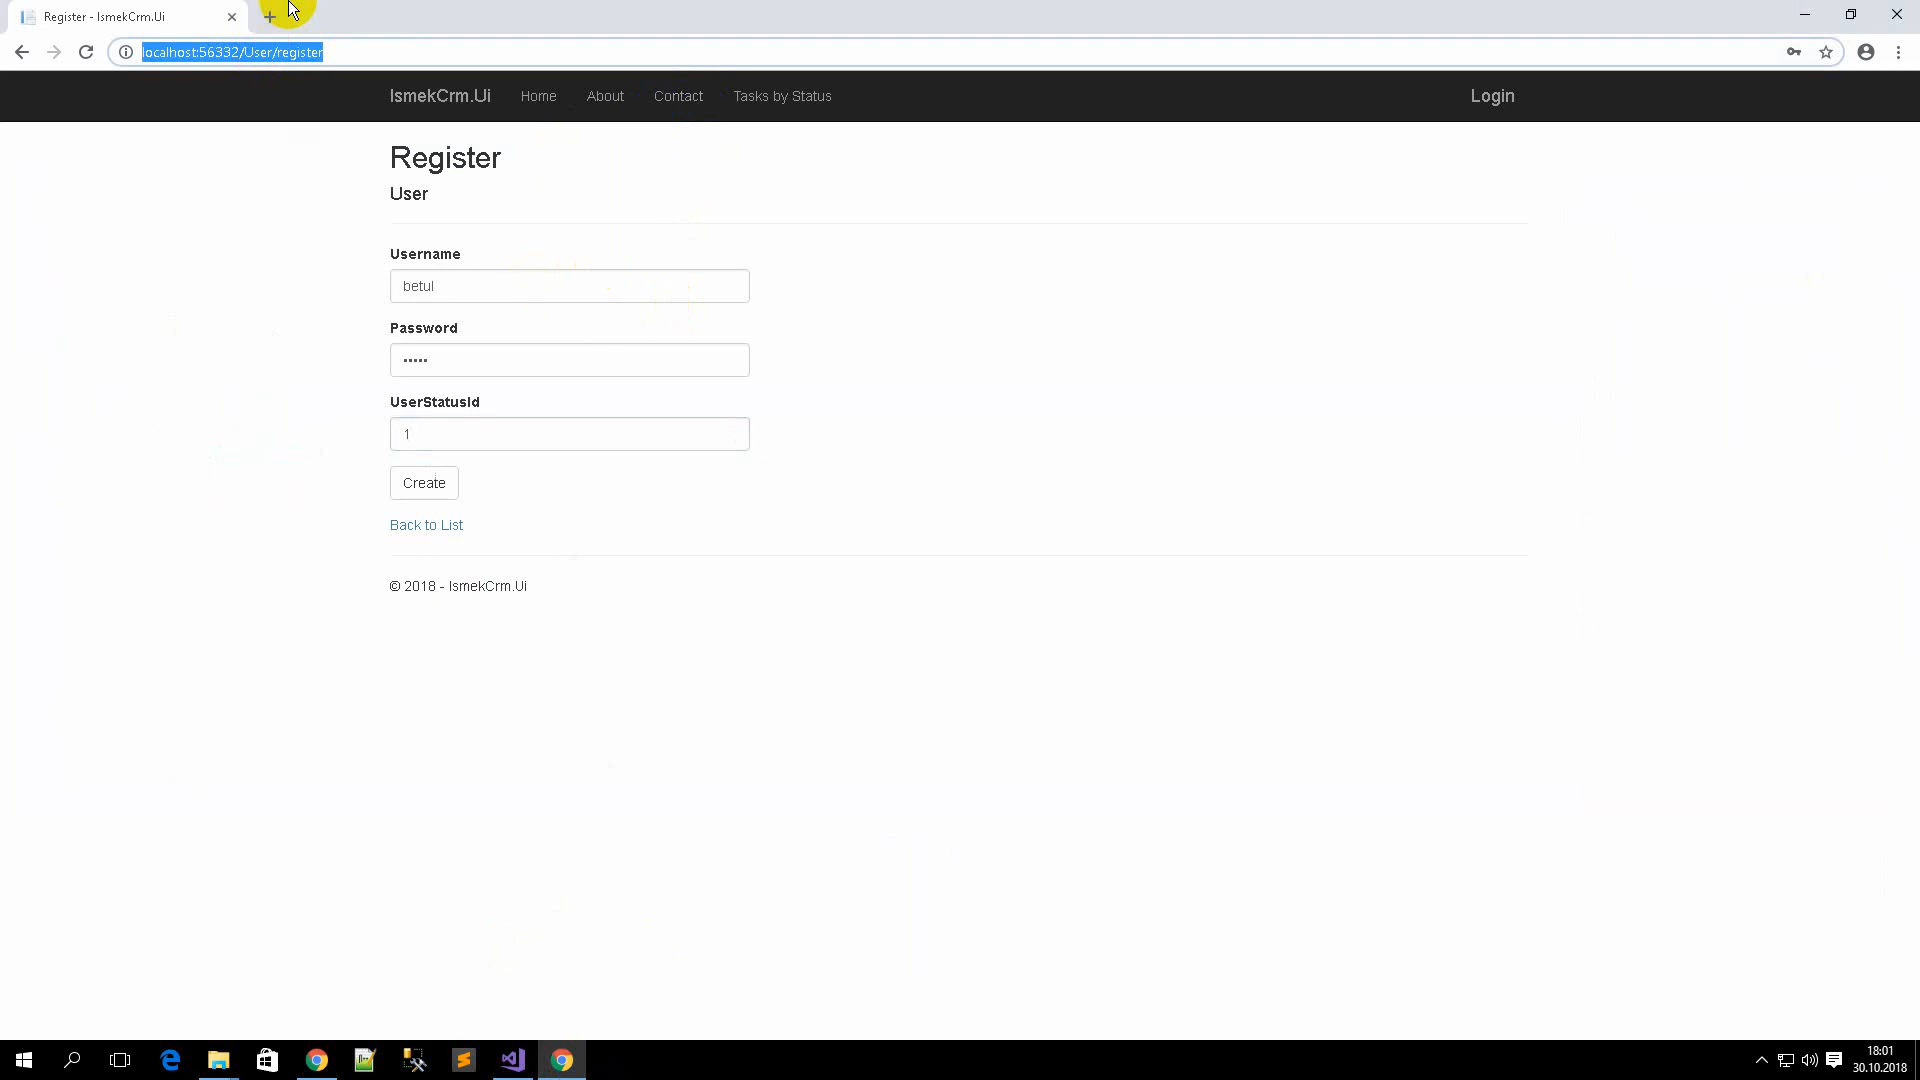 Register - IsmekCrm.Ui
localhost:56332/User/register
IsmekCrm.Ui Home About Contact Tasks by Status Login
Register
User
Username
betul
Password
•••••
UserStatusId
1
Create
Back to List
© 2018 - IsmekCrm.Ui
18:01
30.10.2018